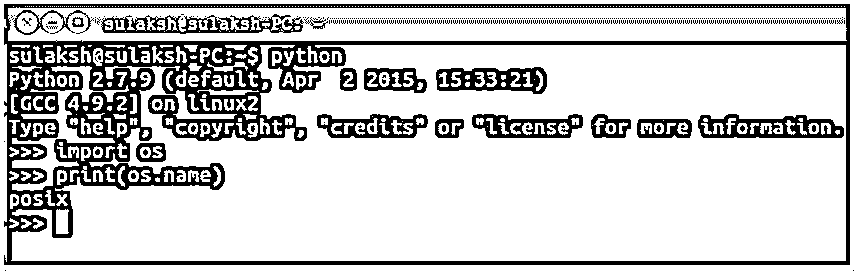 sulaksh@sulaksh-PC: ~
sulaksh@sulaksh-PC:~$ python
Python 2.7.9 (default, Apr  2 2015, 15:33:21)
[GCC 4.9.2] on linux2
Type "help", "copyright", "credits" or "license" for more information.
>>> import os
>>> print(os.name)
posix
>>>